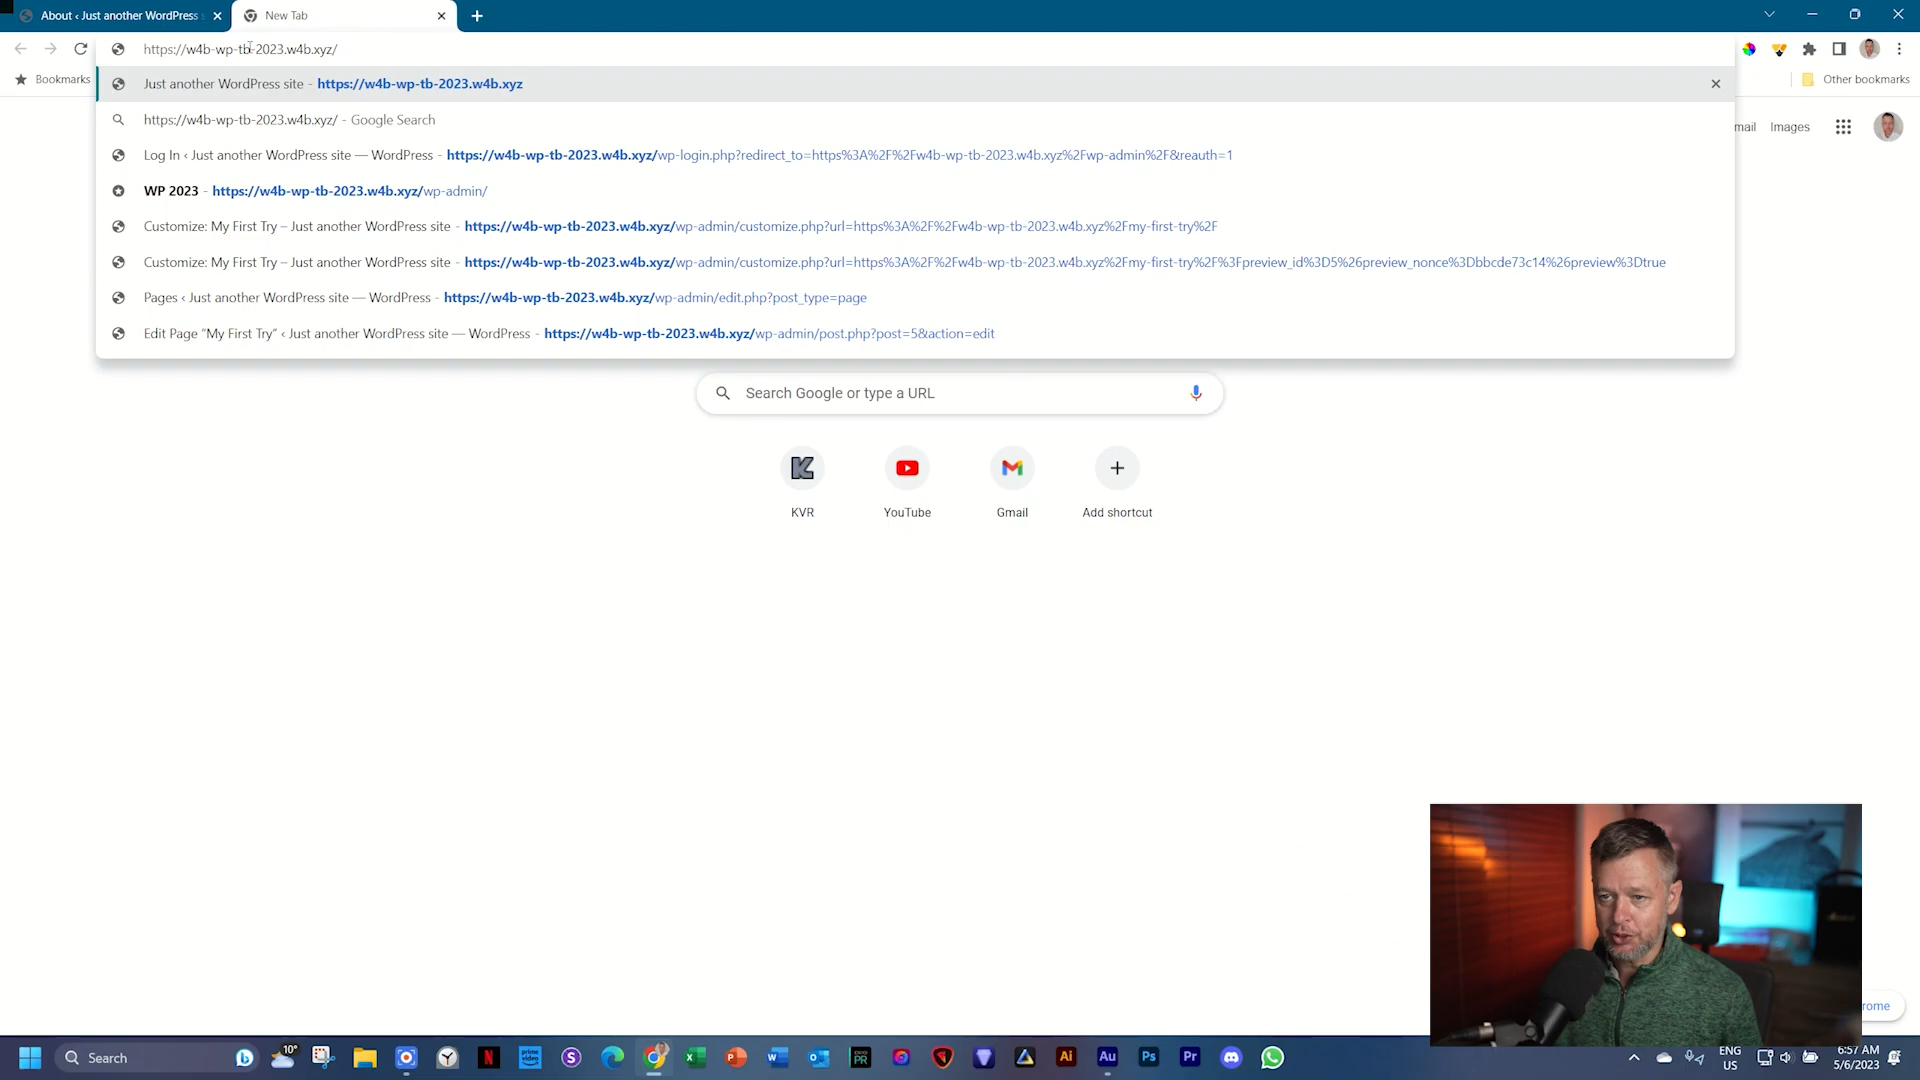 About ‹ Just another WordPress
New Tab
https://w4b-wp-tb-2023.w4b.xyz/
Bookmarks
Other bookmarks
Just another WordPress site - https://w4b-wp-tb-2023.w4b.xyz
https://w4b-wp-tb-2023.w4b.xyz/ - Google Search
Log In ‹ Just another WordPress site — WordPress - https://w4b-wp-tb-2023.w4b.xyz/wp-login.php?redirect_to=https%3A%2F%2Fw4b-wp-tb-2023.w4b.xyz%2Fwp-admin%2F&reauth=1
WP 2023 - https://w4b-wp-tb-2023.w4b.xyz/wp-admin/
Customize: My First Try – Just another WordPress site - https://w4b-wp-tb-2023.w4b.xyz/wp-admin/customize.php?url=https%3A%2F%2Fw4b-wp-tb-2023.w4b.xyz%2Fmy-first-try%2F
Customize: My First Try – Just another WordPress site - https://w4b-wp-tb-2023.w4b.xyz/wp-admin/customize.php?url=https%3A%2F%2Fw4b-wp-tb-2023.w4b.xyz%2Fmy-first-try%2F%3Fpreview_id%3D5%26preview_nonce%3Dbbcde73c14%26preview%3Dtrue
Pages ‹ Just another WordPress site — WordPress - https://w4b-wp-tb-2023.w4b.xyz/wp-admin/edit.php?post_type=page
Edit Page "My First Try" ‹ Just another WordPress site — WordPress - https://w4b-wp-tb-2023.w4b.xyz/wp-admin/post.php?post=5&action=edit
mail Images
Search Google or type a URL
KVR
YouTube
Gmail
Add shortcut
rome
Search
10°
N
prime video
S
PR
Ai
Au
Ps
Pr
ENG
US
6:57 AM
5/6/2023